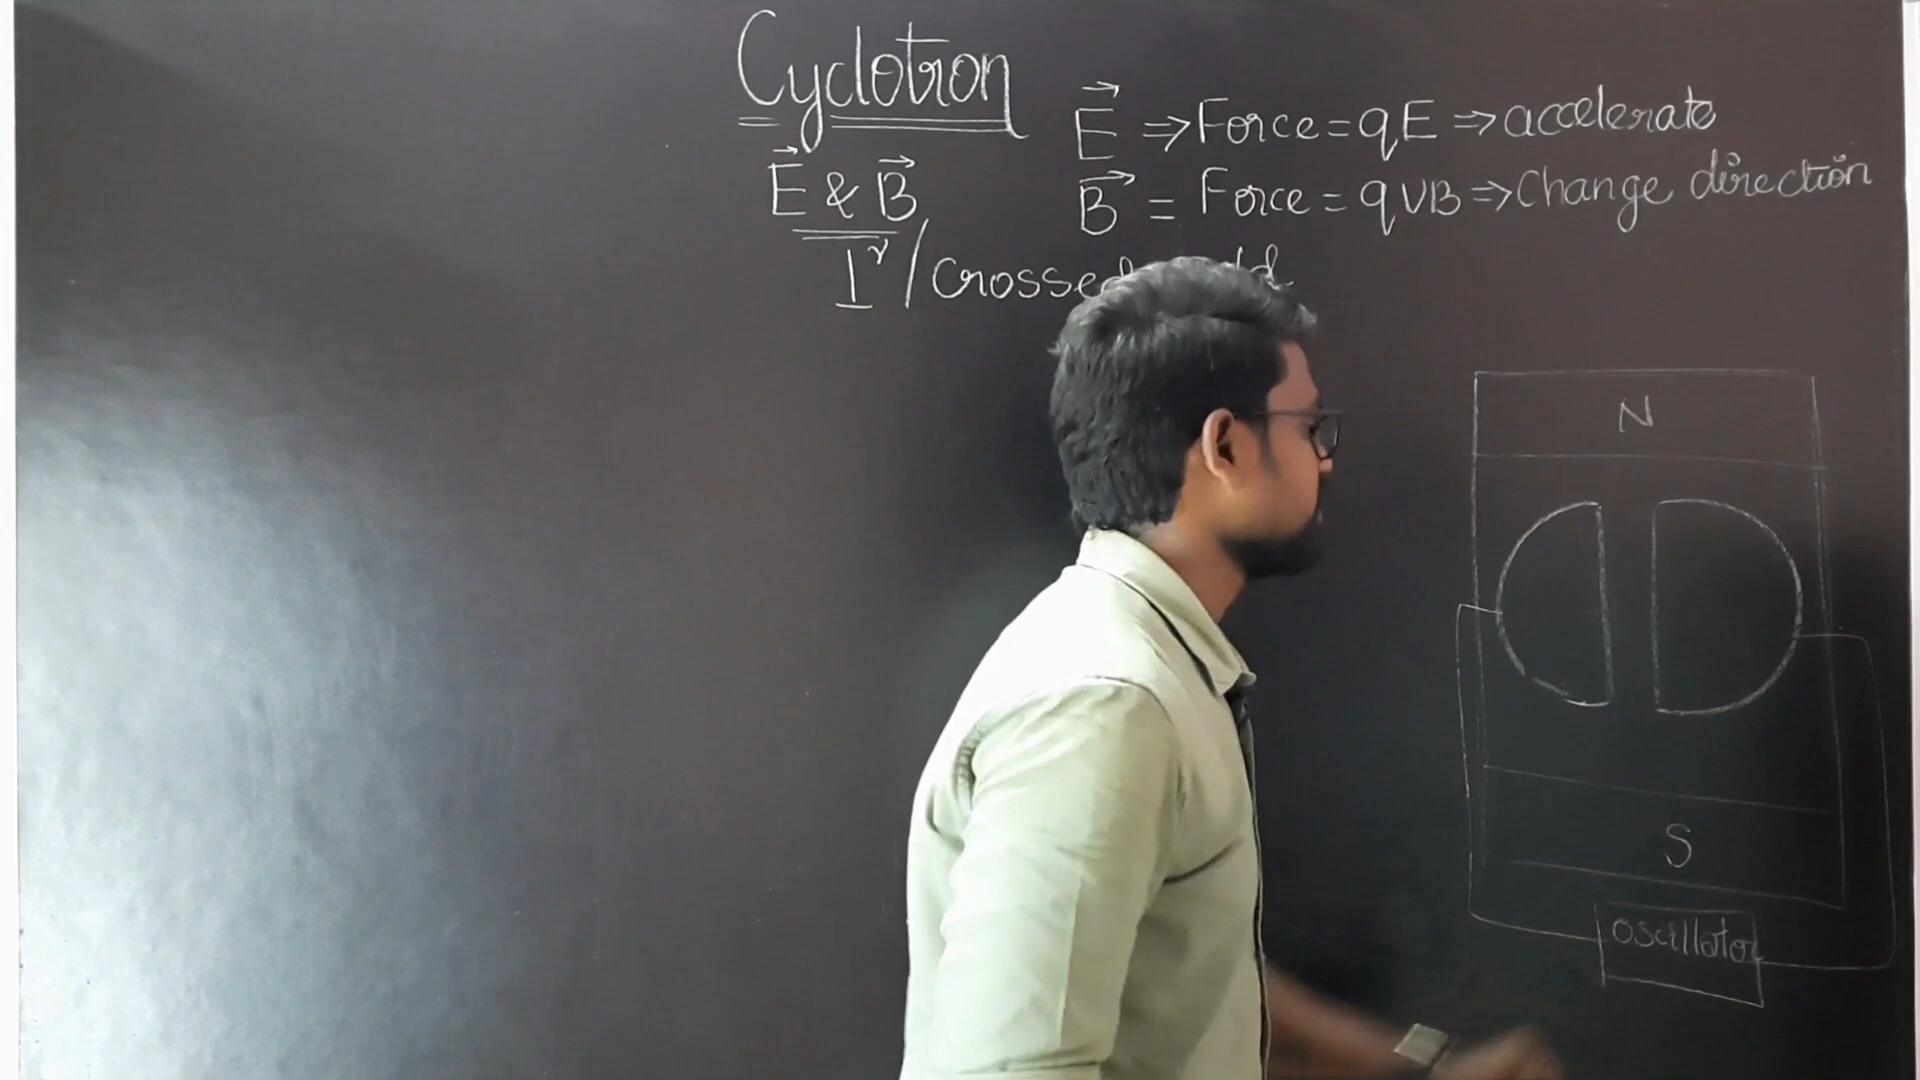 Cyclotron
E⃗ ⇒ Force = qE ⇒ accelerate
E⃗ & B⃗
B⃗ = Force = qVB ⇒ Change direction
⊥r / crossed
N
S
oscillator